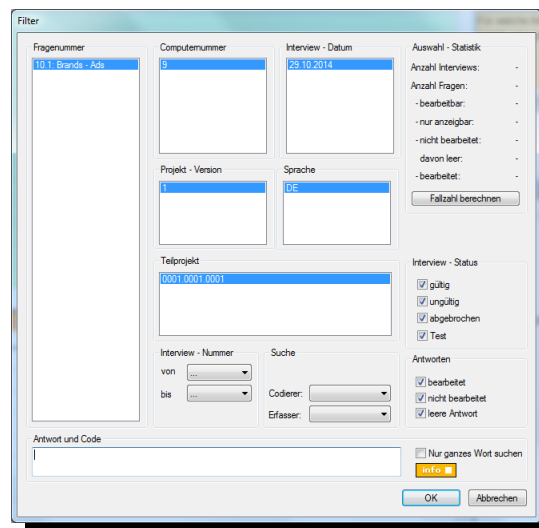 Filter
Fragenummer
10.1: Brands - Ads
Computernummer
9
Interview - Datum
29.10.2014
Auswahl - Statistik
Anzahl Interviews: -
Anzahl Fragen: -
- bearbeitbar: -
- nur anzeigbar: -
- nicht bearbeitet: -
davon leer: -
- bearbeitet: -
Fallzahl berechnen
Projekt - Version
1
Sprache
DE
Teilprojekt
0001.0001.0001
Interview - Status
gültig
ungültig
abgebrochen
Test
Interview - Nummer
von ...
bis ...
Suche
Codierer:
Erfasser:
Antworten
bearbeitet
nicht bearbeitet
leere Antwort
Antwort und Code
Nur ganzes Wort suchen
info
OK
Abbrechen